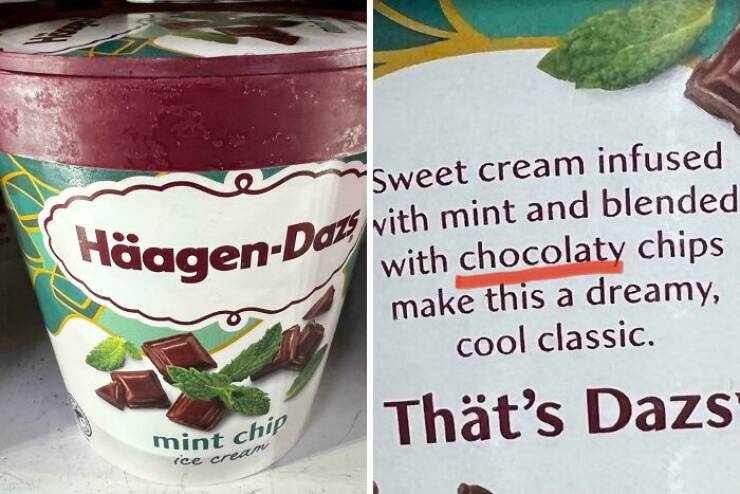 Häagen-Dazs
mint chip
ice cream
Sweet cream infused
with mint and blended
with chocolaty chips
make this a dreamy,
cool classic.
Thät's Dazs